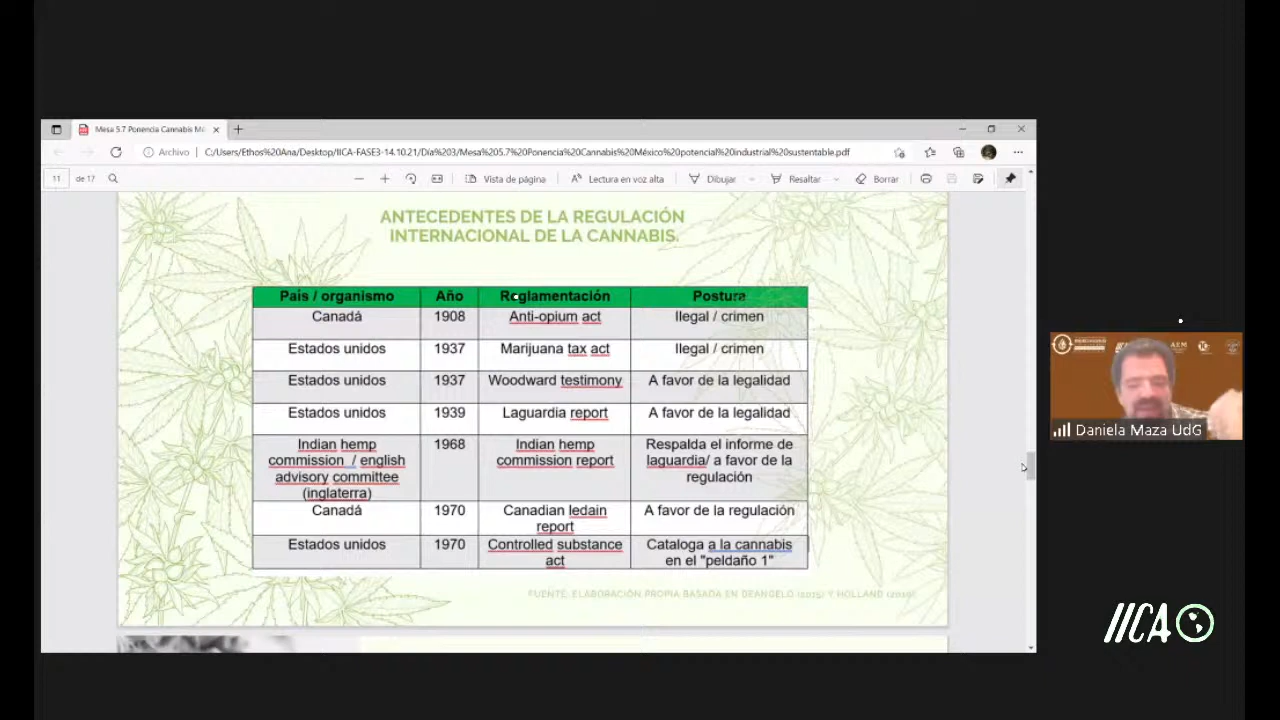 Mesa 5.7 Ponencia Cannabis Mé
Archivo
C:/Users/Ethos%20Ana/Desktop/IICA-FASE3-14.10.21/Día%203/Mesa%205.7%20Ponencia%20Cannabis%20México%20potencial%20industrial%20sustentable.pdf
11 de 17 Vista de página Lectura en voz alta Dibujar Resaltar Borrar
ANTECEDENTES DE LA REGULACIÓN
INTERNACIONAL DE LA CANNABIS.
País / organismo Año Reglamentación Postura
Canadá 1908 Anti-opium act Ilegal / crimen
Estados unidos 1937 Marijuana tax act Ilegal / crimen
Estados unidos 1937 Woodward testimony A favor de la legalidad
Estados unidos 1939 Laguardia report A favor de la legalidad
Indian hemp commission / english advisory committee (inglaterra) 1968 Indian hemp commission report Respalda el informe de laguardia/ a favor de la regulación
Canadá 1970 Canadian ledain report A favor de la regulación
Estados unidos 1970 Controlled substance act Cataloga a la cannabis en el "peldaño 1"
FUENTE: ELABORACIÓN PROPIA BASADA EN DEANGELO (2015) Y HOLLAND
Daniela Maza UdG
IICA